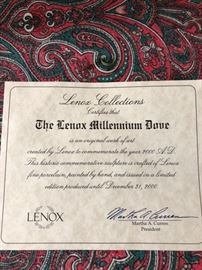 Lenox Collections
Certifies that
The Lenox Millennium Dove
is an original work of art
created by Lenox to commemorate the year 2000 A.D.
This historic commemorative sculpture is crafted of Lenox
fine porcelain, painted by hand, and issued in a limited
edition produced until December 31, 2000.
LENOX
Martha A. Curren
Martha A. Curren
President